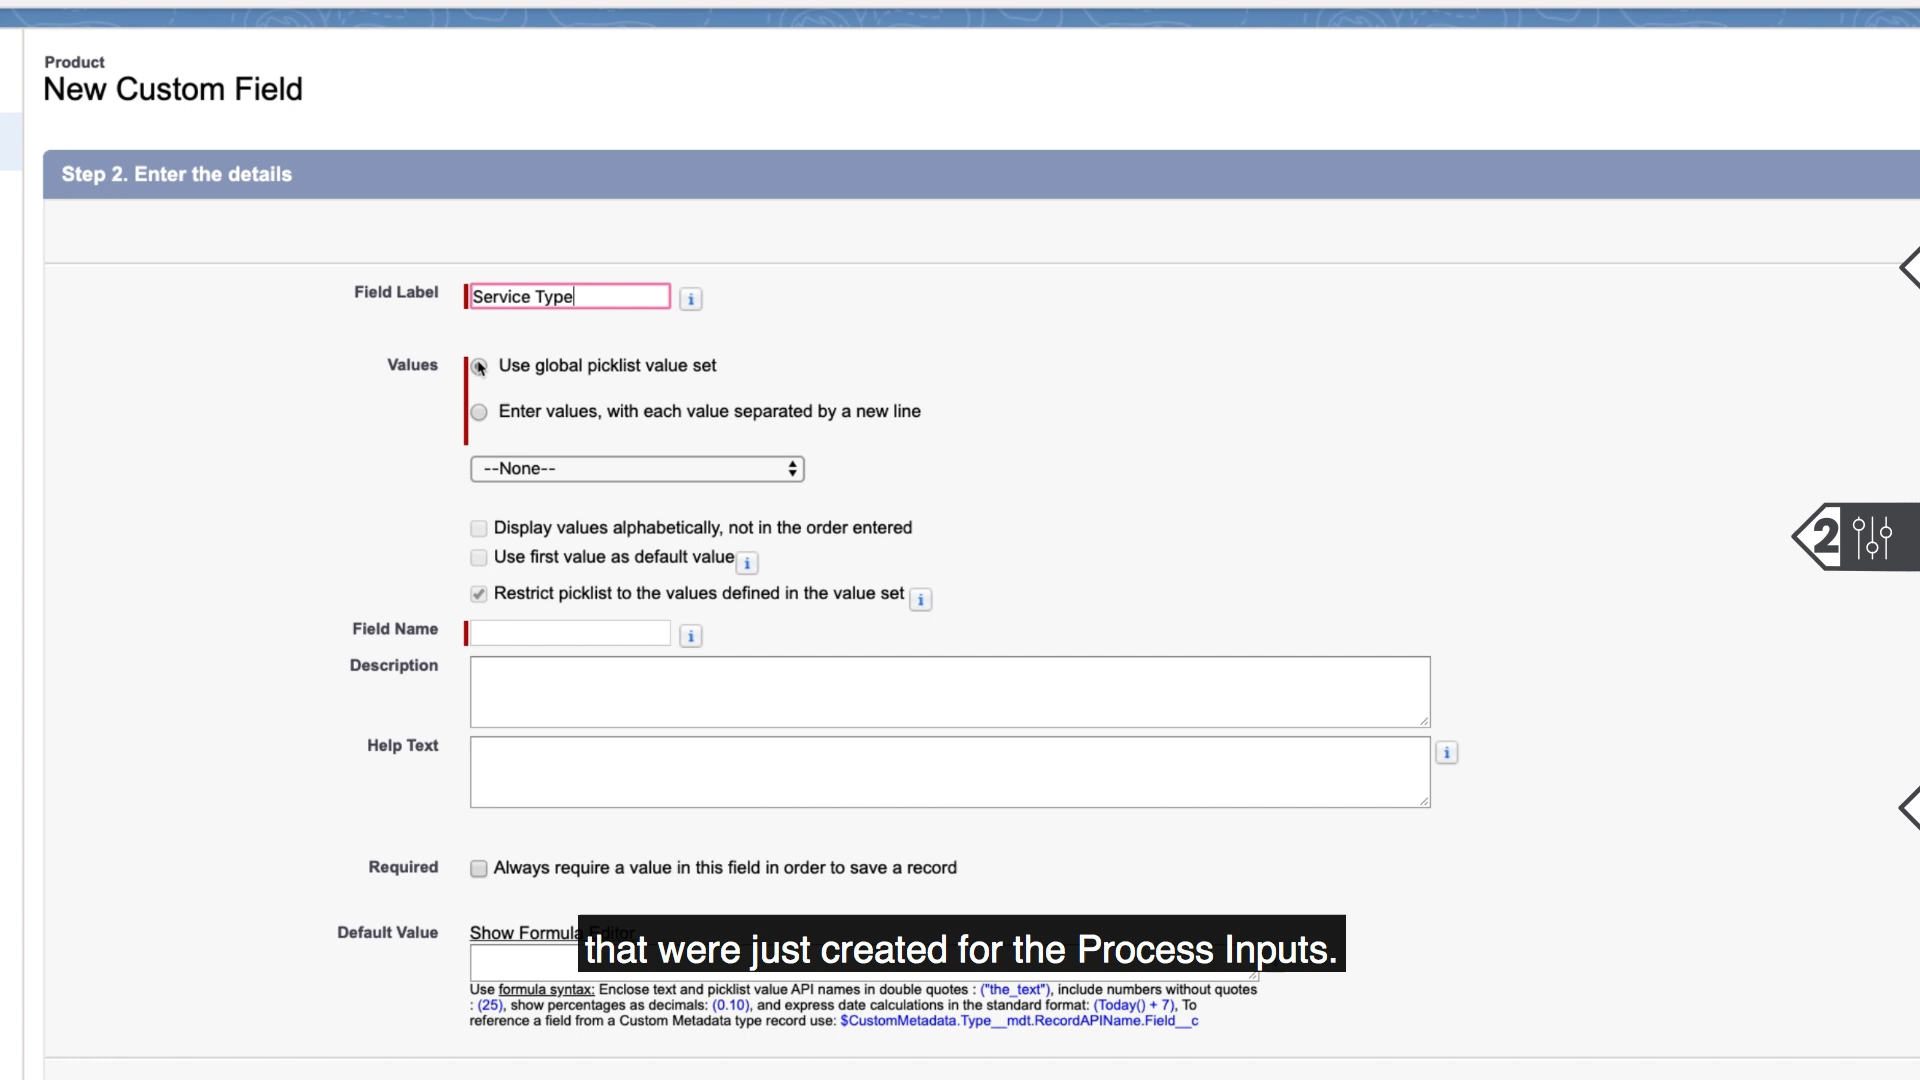 Product
New Custom Field
Step 2. Enter the details
Field Label
Service Type
i
Values
Use global picklist value set
Enter values, with each value separated by a new line
--None--
Display values alphabetically, not in the order entered
Use first value as default value
i
Restrict picklist to the values defined in the value set
i
2
Field Name
i
Description
Help Text
i
Required
Always require a value in this field in order to save a record
Default Value
Show Formula Editor
that were just created for the Process Inputs.
Use formula syntax: Enclose text and picklist value API names in double quotes : ("the_text"), include numbers without quotes
: (25), show percentages as decimals: (0.10), and express date calculations in the standard format: (Today() + 7), To
reference a field from a Custom Metadata type record use: $CustomMetadata.Type__mdt.RecordAPIName.Field__c